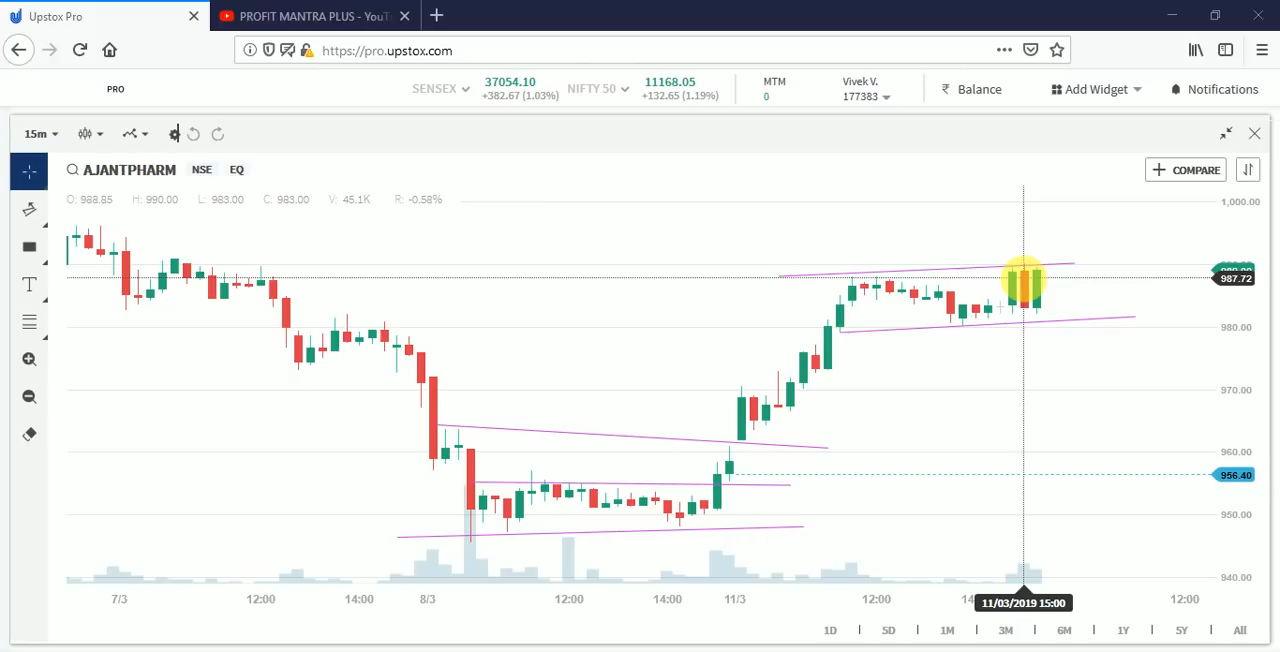 Upstox Pro
PROFIT MANTRA PLUS - YouT
https://pro.upstox.com
PRO
SENSEX 37054.10 +382.67 (1.03%)
NIFTY 50 11168.05 +132.65 (1.19%)
MTM 0
Vivek V. 177383
₹ Balance
Add Widget
Notifications
15m
AJANTPHARM NSE EQ
COMPARE
O: 988.85 H: 990.00 L: 983.00 C: 983.00 V: 45.1K R: -0.58%
1,000.00
987.72
980.00
970.00
960.00
956.40
950.00
940.00
7/3 12:00 14:00 8/3 12:00 14:00 11/3 12:00 11/03/2019 15:00 12:00
1D 5D 1M 3M 6M 1Y 5Y All